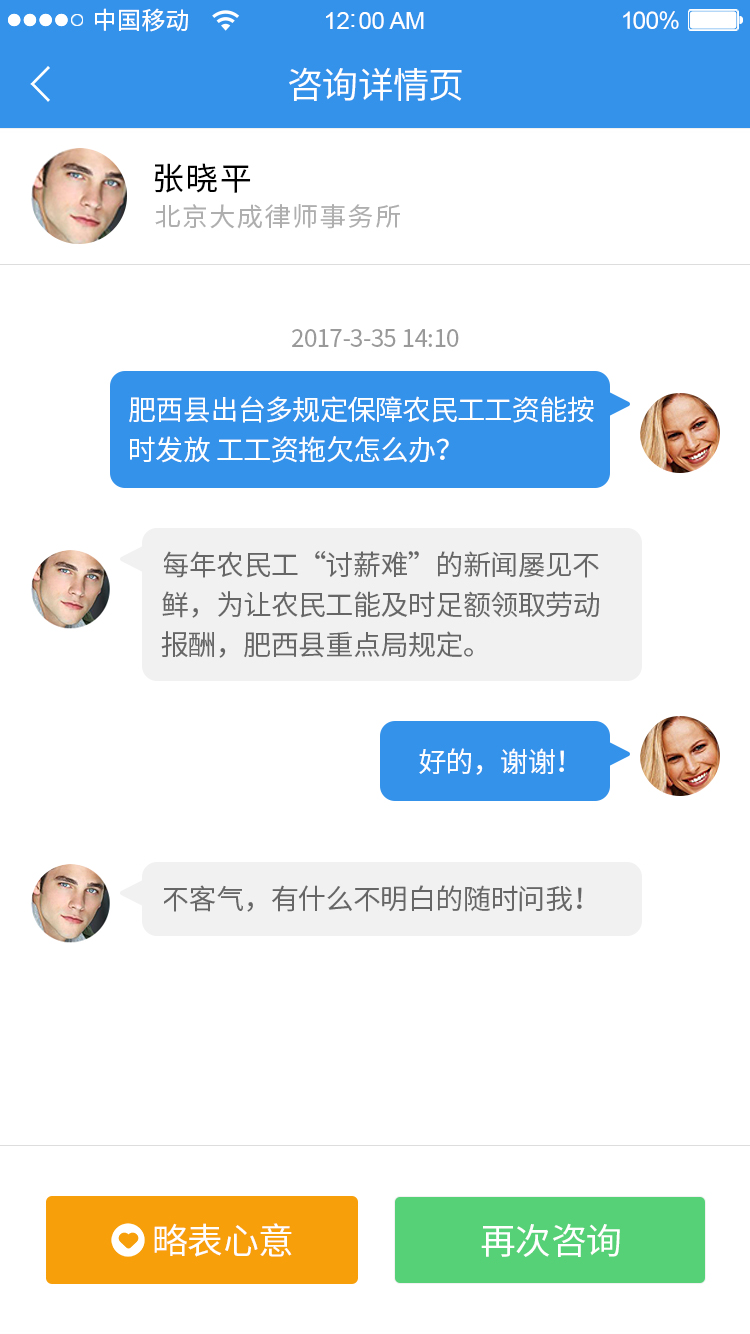 中国移动 12:00 AM 100%
咨询详情页
张晓平
北京大成律师事务所
2017-3-35 14:10
肥西县出台多规定保障农民工工资能按
时发放 工工资拖欠怎么办?
每年农民工“讨薪难”的新闻屡见不
鲜，为让农民工能及时足额领取劳动
报酬，肥西县重点局规定。
好的，谢谢！
不客气，有什么不明白的随时问我！
略表心意
再次咨询